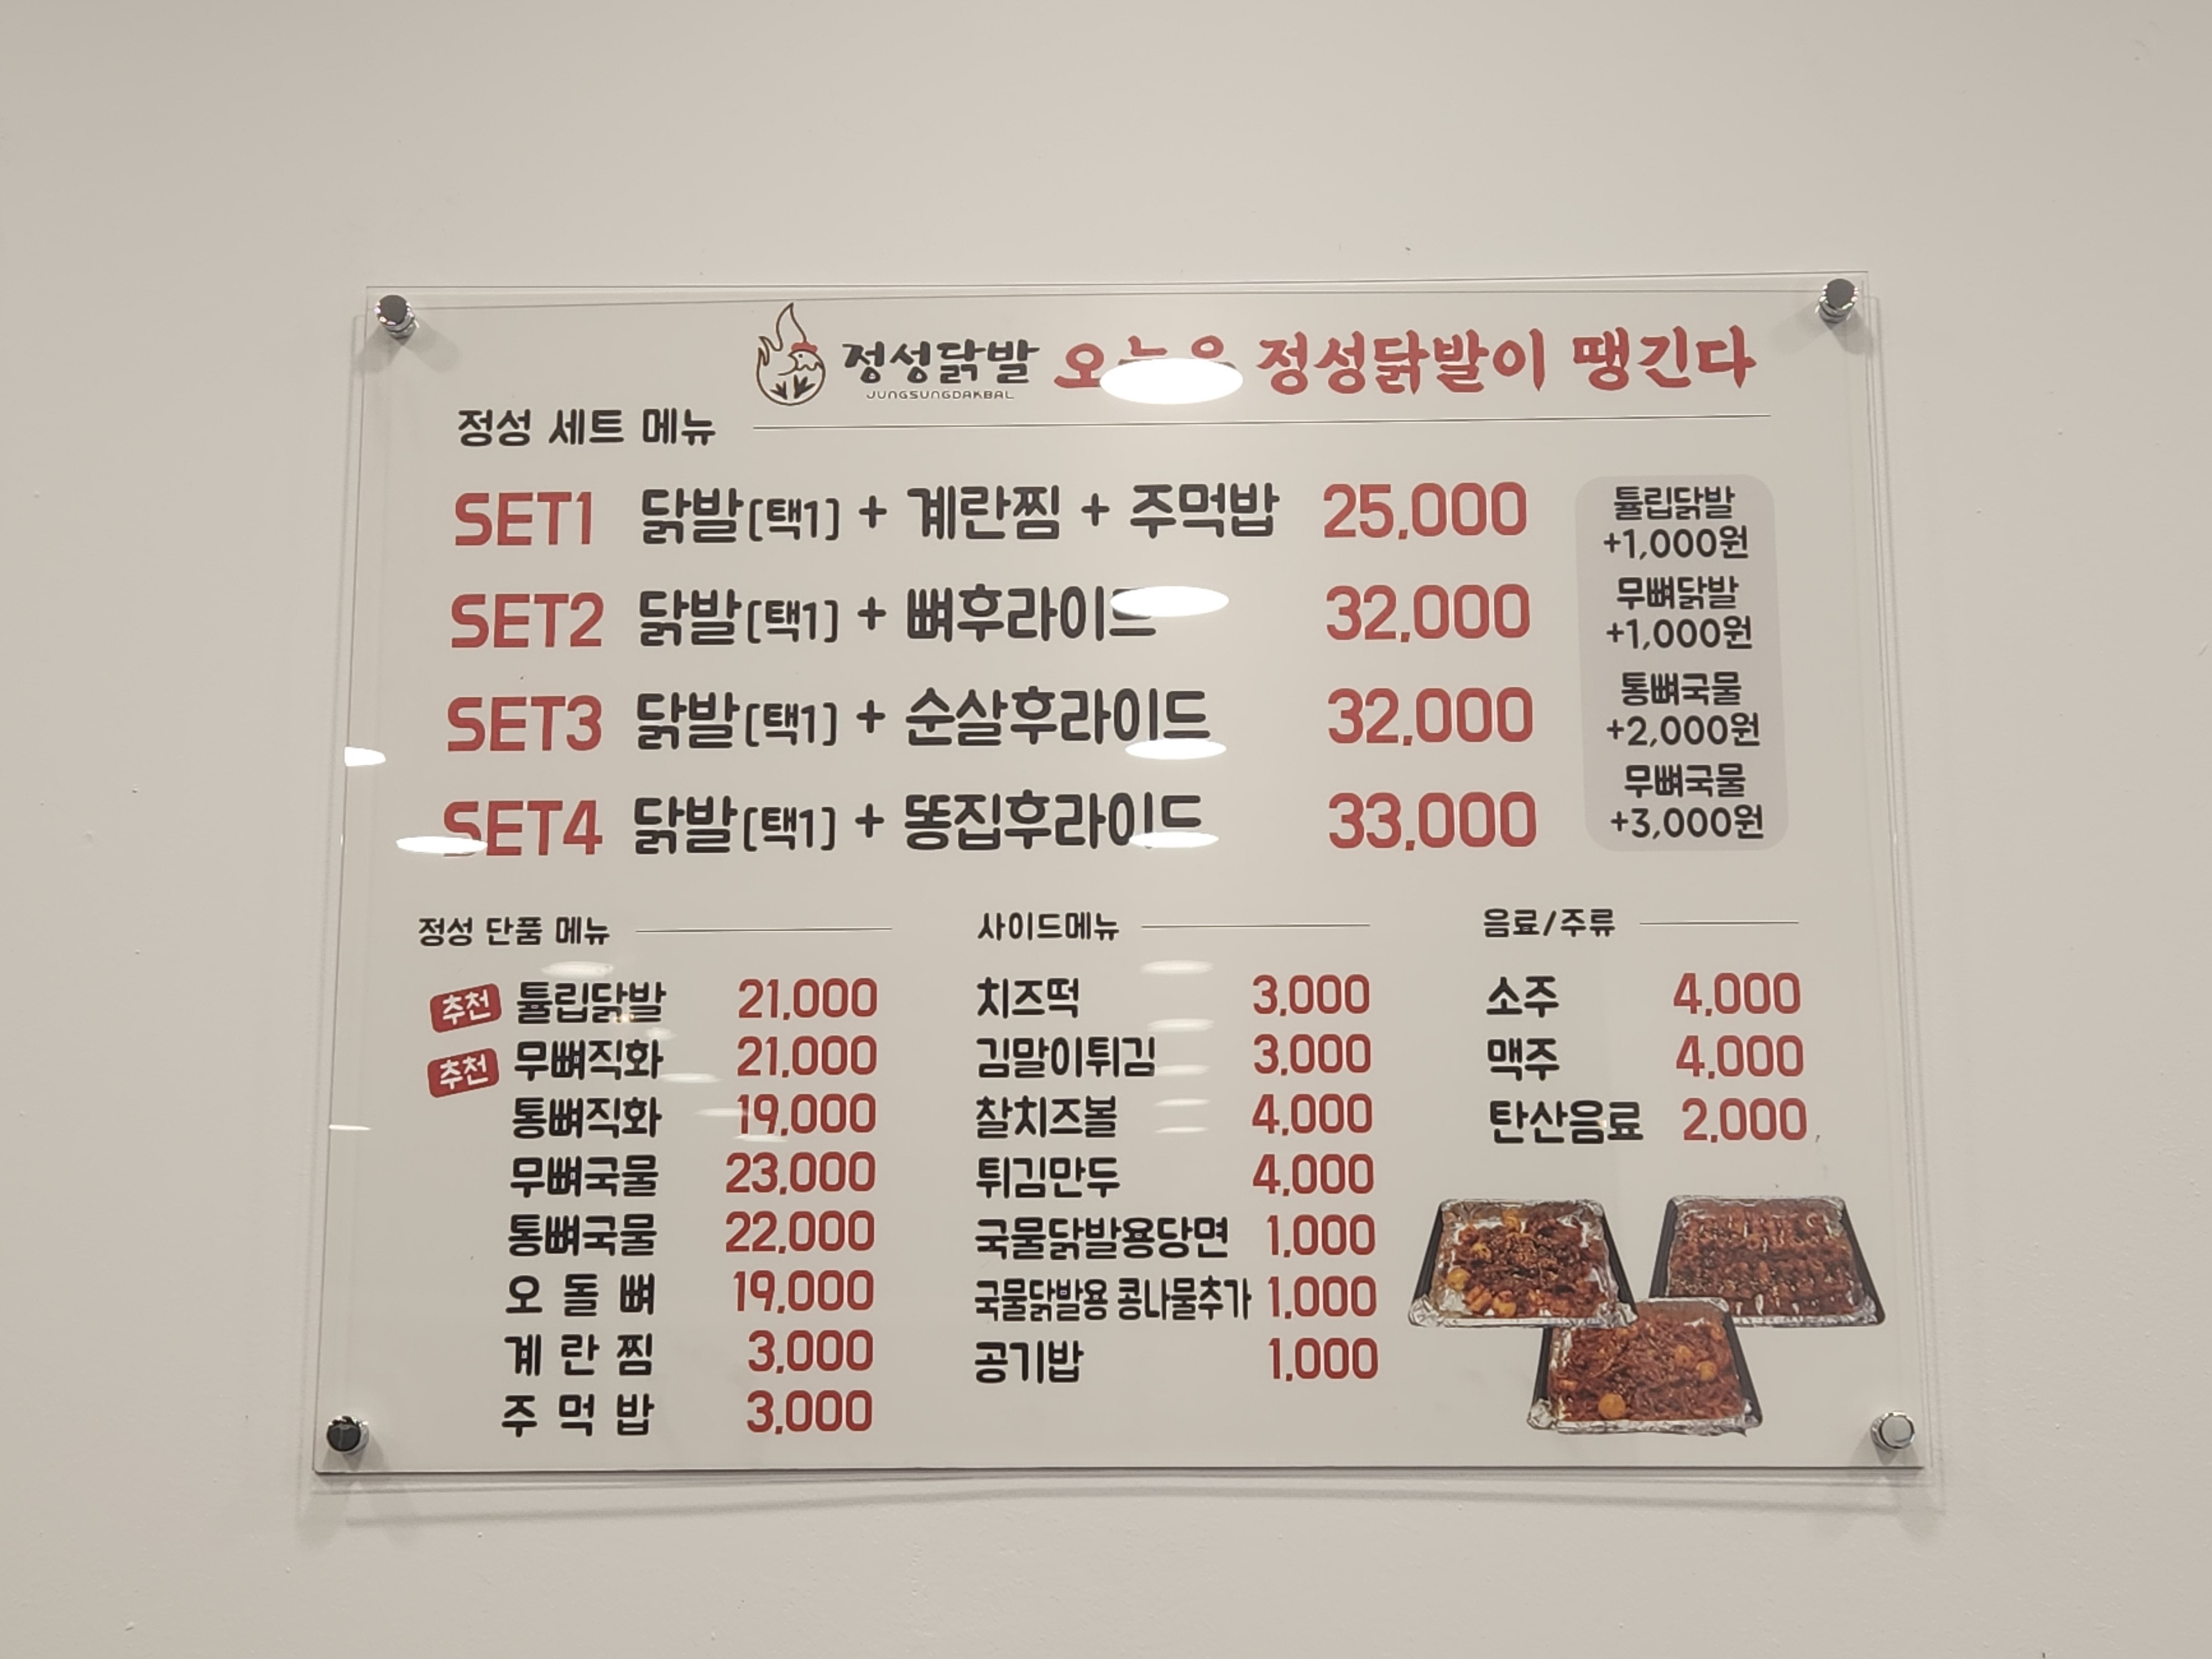 정성닭발 오늘은 정성닭발이 땡긴다
JUNGSUNGDAKBAL
정성 세트 메뉴
SET1 닭발(택1) + 계란찜 + 주먹밥 25,000
SET2 닭발(택1) + 뼈후라이드 32,000
SET3 닭발(택1) + 순살후라이드 32,000
SET4 닭발(택1) + 똥집후라이드 33,000
튤립닭발
+1,000원
무뼈닭발
+1,000원
통뼈국물
+2,000원
무뼈국물
+3,000원
정성 단품 메뉴
추천 튤립닭발 21,000
추천 무뼈직화 21,000
통뼈직화 19,000
무뼈국물 23,000
통뼈국물 22,000
오 돌 뼈 19,000
계 란 찜 3,000
주 먹 밥 3,000
사이드메뉴
치즈떡 3,000
김말이튀김 3,000
찰치즈볼 4,000
튀김만두 4,000
국물닭발용당면 1,000
국물닭발용 콩나물추가 1,000
공기밥 1,000
음료/주류
소주 4,000
맥주 4,000
탄산음료 2,000